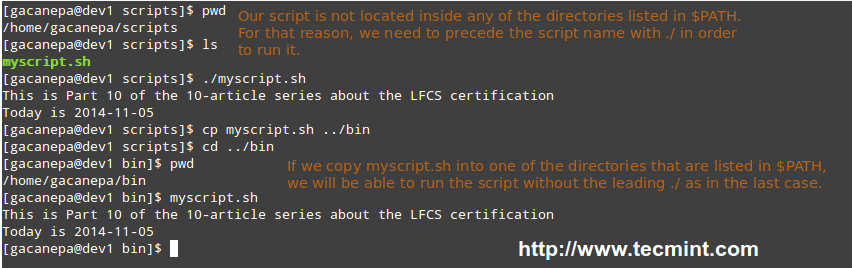 [gacanepa@dev1 scripts]$ pwd
Our script is not located inside any of the directories listed in $PATH.
/home/gacanepa/scripts
For that reason, we need to precede the script name with ./ in order
[gacanepa@dev1 scripts]$ ls
to run it.
myscript.sh
[gacanepa@dev1 scripts]$ ./myscript.sh
This is Part 10 of the 10-article series about the LFCS certification
Today is 2014-11-05
[gacanepa@dev1 scripts]$ cp myscript.sh ../bin
[gacanepa@dev1 scripts]$ cd ../bin
[gacanepa@dev1 bin]$ pwd
If we copy myscript.sh into one of the directories that are listed in $PATH,
/home/gacanepa/bin
we will be able to run the script without the leading ./ as in the last case.
[gacanepa@dev1 bin]$ myscript.sh
This is Part 10 of the 10-article series about the LFCS certification
Today is 2014-11-05
[gacanepa@dev1 bin]$
http://www.tecmint.com